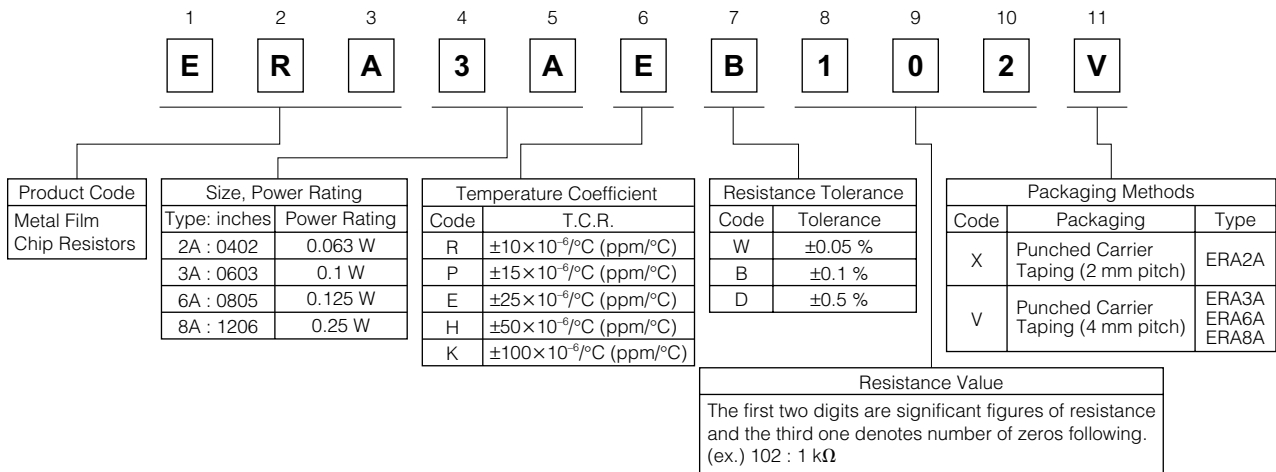 1 2 3 4 5 6 7 8 9 10 11
E R A 3 A E B 1 0 2 V
Product Code
Metal Film
Chip Resistors
Size, Power Rating
Type: inches Power Rating
2A : 0402 0.063 W
3A : 0603 0.1 W
6A : 0805 0.125 W
8A : 1206 0.25 W
Temperature Coefficient
Code T.C.R.
R ±10×10⁻⁶/°C (ppm/°C)
P ±15×10⁻⁶/°C (ppm/°C)
E ±25×10⁻⁶/°C (ppm/°C)
H ±50×10⁻⁶/°C (ppm/°C)
K ±100×10⁻⁶/°C (ppm/°C)
Resistance Tolerance
Code Tolerance
W ±0.05 %
B ±0.1 %
D ±0.5 %
Packaging Methods
Code Packaging Type
X Punched Carrier
Taping (2 mm pitch) ERA2A
V Punched Carrier
Taping (4 mm pitch) ERA3A
ERA6A
ERA8A
Resistance Value
The first two digits are significant figures of resistance
and the third one denotes number of zeros following.
(ex.) 102 : 1 kΩ